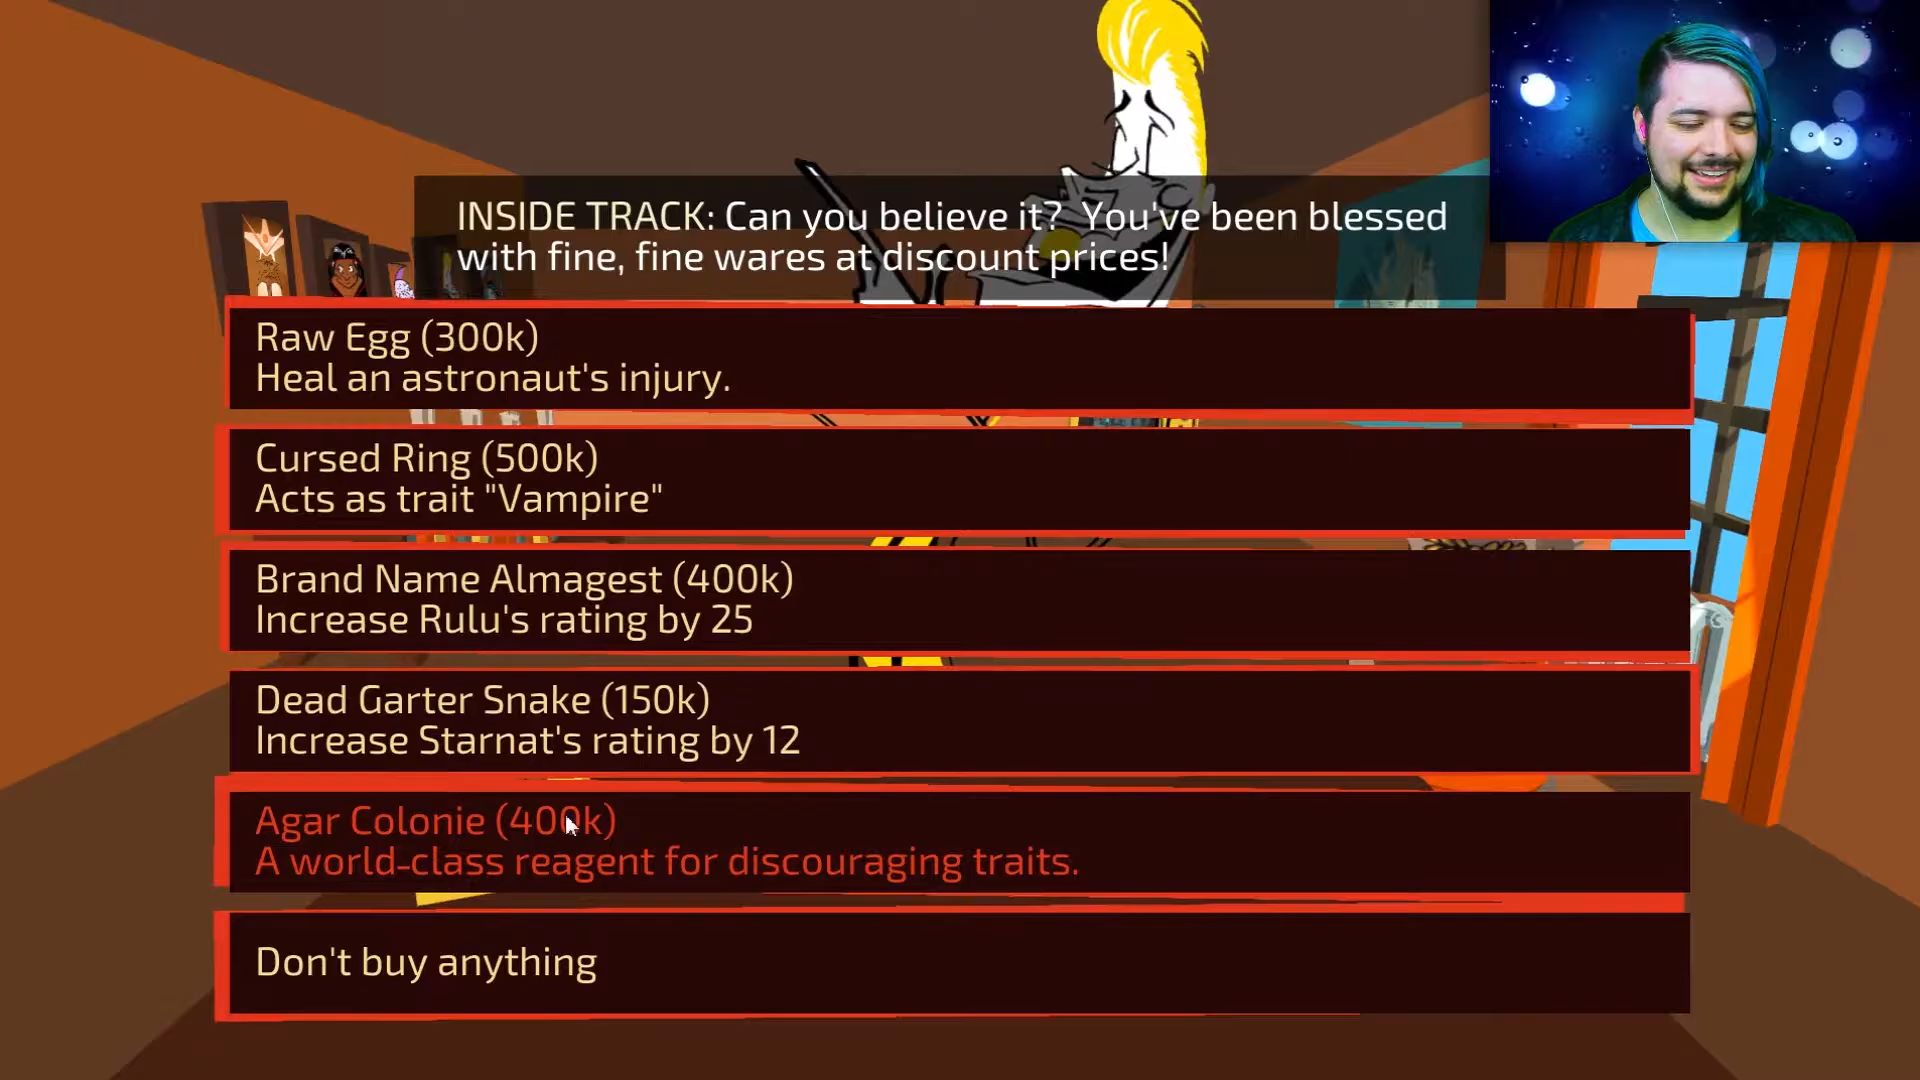 INSIDE TRACK: Can you believe it?  You've been blessed
with fine, fine wares at discount prices!
Raw Egg (300k)
Heal an astronaut's injury.
Cursed Ring (500k)
Acts as trait "Vampire"
Brand Name Almagest (400k)
Increase Rulu's rating by 25
Dead Garter Snake (150k)
Increase Starnat's rating by 12
Agar Colonie (400k)
A world-class reagent for discouraging traits.
Don't buy anything